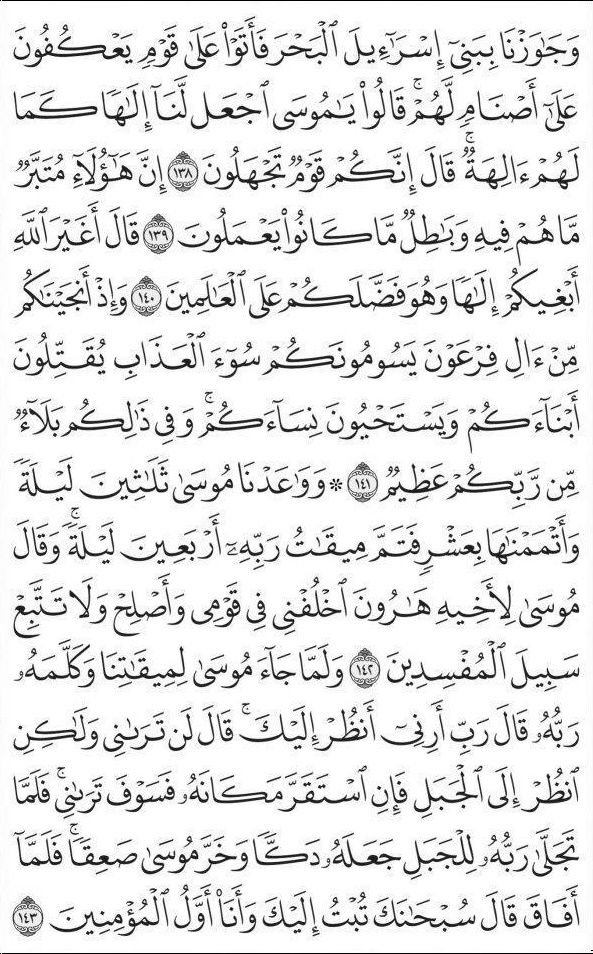 وَجَٰوَزۡنَا بِبَنِيٓ إِسۡرَٰٓءِيلَ ٱلۡبَحۡرَ فَأَتَوۡاْ عَلَىٰ قَوۡمٖ يَعۡكُفُونَ
عَلَىٰٓ أَصۡنَامٖ لَّهُمۡۚ قَالُواْ يَٰمُوسَى ٱجۡعَل لَّنَآ إِلَٰهٗا كَمَا
لَهُمۡ ءَالِهَةٞۚ قَالَ إِنَّكُمۡ قَوۡمٞ تَجۡهَلُونَ ١٣٨ إِنَّ هَٰٓؤُلَآءِ مُتَبَّرٞ
مَّا هُمۡ فِيهِ وَبَٰطِلٞ مَّا كَانُواْ يَعۡمَلُونَ ١٣٩ قَالَ أَغَيۡرَ ٱللَّهِ
أَبۡغِيكُمۡ إِلَٰهٗا وَهُوَ فَضَّلَكُمۡ عَلَى ٱلۡعَٰلَمِينَ ١٤٠ وَإِذۡ أَنجَيۡنَٰكُم
مِّنۡ ءَالِ فِرۡعَوۡنَ يَسُومُونَكُمۡ سُوٓءَ ٱلۡعَذَابِ يُقَتِّلُونَ
أَبۡنَآءَكُمۡ وَيَسۡتَحۡيُونَ نِسَآءَكُمۡۚ وَفِي ذَٰلِكُم بَلَآءٞ
مِّن رَّبِّكُمۡ عَظِيمٞ ١٤١ ۞ وَوَٰعَدۡنَا مُوسَىٰ ثَلَٰثِينَ لَيۡلَةٗ
وَأَتۡمَمۡنَٰهَا بِعَشۡرٖ فَتَمَّ مِيقَٰتُ رَبِّهِۦٓ أَرۡبَعِينَ لَيۡلَةٗۚ وَقَالَ
مُوسَىٰ لِأَخِيهِ هَٰرُونَ ٱخۡلُفۡنِي فِي قَوۡمِي وَأَصۡلِحۡ وَلَا تَتَّبِعۡ
سَبِيلَ ٱلۡمُفۡسِدِينَ ١٤٢ وَلَمَّا جَآءَ مُوسَىٰ لِمِيقَٰتِنَا وَكَلَّمَهُۥ
رَبُّهُۥ قَالَ رَبِّ أَرِنِيٓ أَنظُرۡ إِلَيۡكَۚ قَالَ لَن تَرَىٰنِي وَلَٰكِنِ
ٱنظُرۡ إِلَى ٱلۡجَبَلِ فَإِنِ ٱسۡتَقَرَّ مَكَانَهُۥ فَسَوۡفَ تَرَىٰنِيۚ فَلَمَّا
تَجَلَّىٰ رَبُّهُۥ لِلۡجَبَلِ جَعَلَهُۥ دَكّٗا وَخَرَّ مُوسَىٰ صَعِقٗاۚ فَلَمَّآ
أَفَاقَ قَالَ سُبۡحَٰنَكَ تُبۡتُ إِلَيۡكَ وَأَنَا۠ أَوَّلُ ٱلۡمُؤۡمِنِينَ ١٤٣